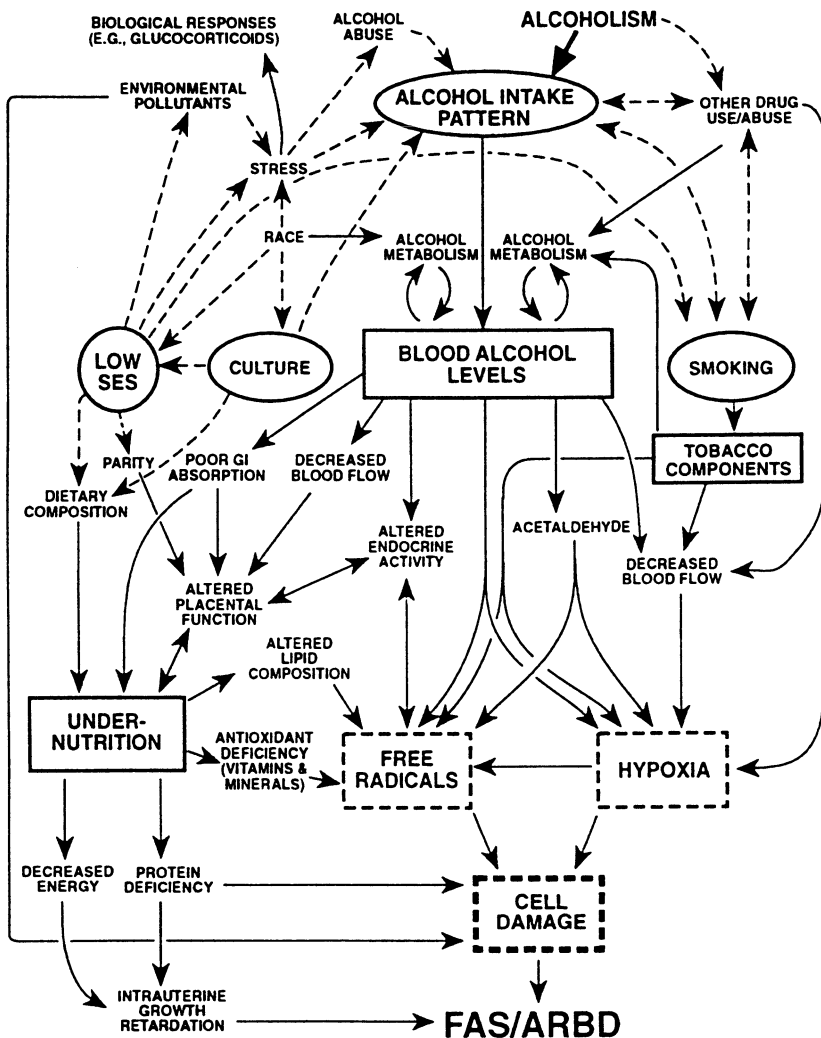 BIOLOGICAL RESPONSES
(E.G., GLUCOCORTICOIDS)
ALCOHOL
ABUSE
ALCOHOLISM
ENVIRONMENTAL
POLLUTANTS
ALCOHOL INTAKE
PATTERN
OTHER DRUG
USE/ABUSE
STRESS
RACE
ALCOHOL
METABOLISM
ALCOHOL
METABOLISM
LOW
SES
CULTURE
BLOOD ALCOHOL
LEVELS
SMOKING
PARITY
POOR GI
ABSORPTION
DECREASED
BLOOD FLOW
TOBACCO
COMPONENTS
DIETARY
COMPOSITION
ALTERED
ENDOCRINE
ACTIVITY
ACETALDEHYDE
DECREASED
BLOOD FLOW
ALTERED
PLACENTAL
FUNCTION
ALTERED
LIPID
COMPOSITION
UNDER-
NUTRITION
ANTIOXIDANT
DEFICIENCY
(VITAMINS &
MINERALS)
FREE
RADICALS
HYPOXIA
DECREASED
ENERGY
PROTEIN
DEFICIENCY
CELL
DAMAGE
INTRAUTERINE
GROWTH
RETARDATION
FAS/ARBD